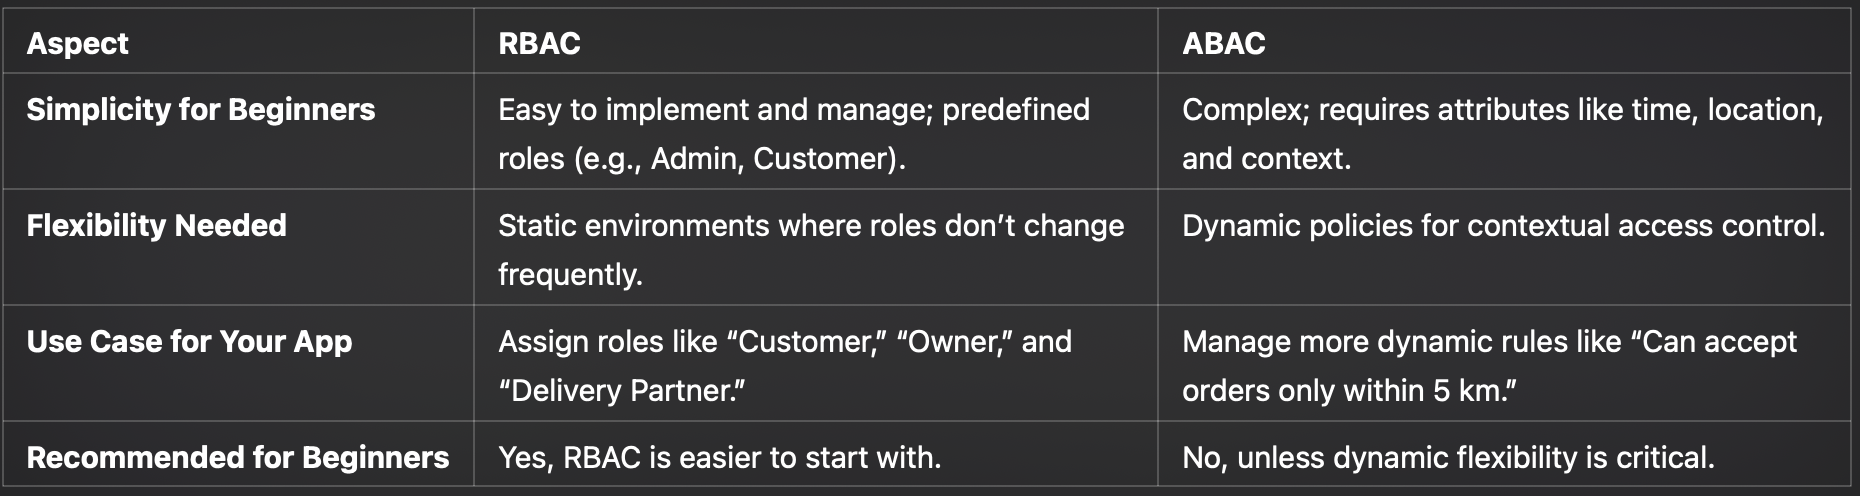 Aspect
RBAC
ABAC
Simplicity for Beginners
Easy to implement and manage; predefined
roles (e.g., Admin, Customer).
Complex; requires attributes like time, location,
and context.
Flexibility Needed
Static environments where roles don’t change
frequently.
Dynamic policies for contextual access control.
Use Case for Your App
Assign roles like “Customer,” “Owner,” and
“Delivery Partner.”
Manage more dynamic rules like “Can accept
orders only within 5 km.”
Recommended for Beginners
Yes, RBAC is easier to start with.
No, unless dynamic flexibility is critical.